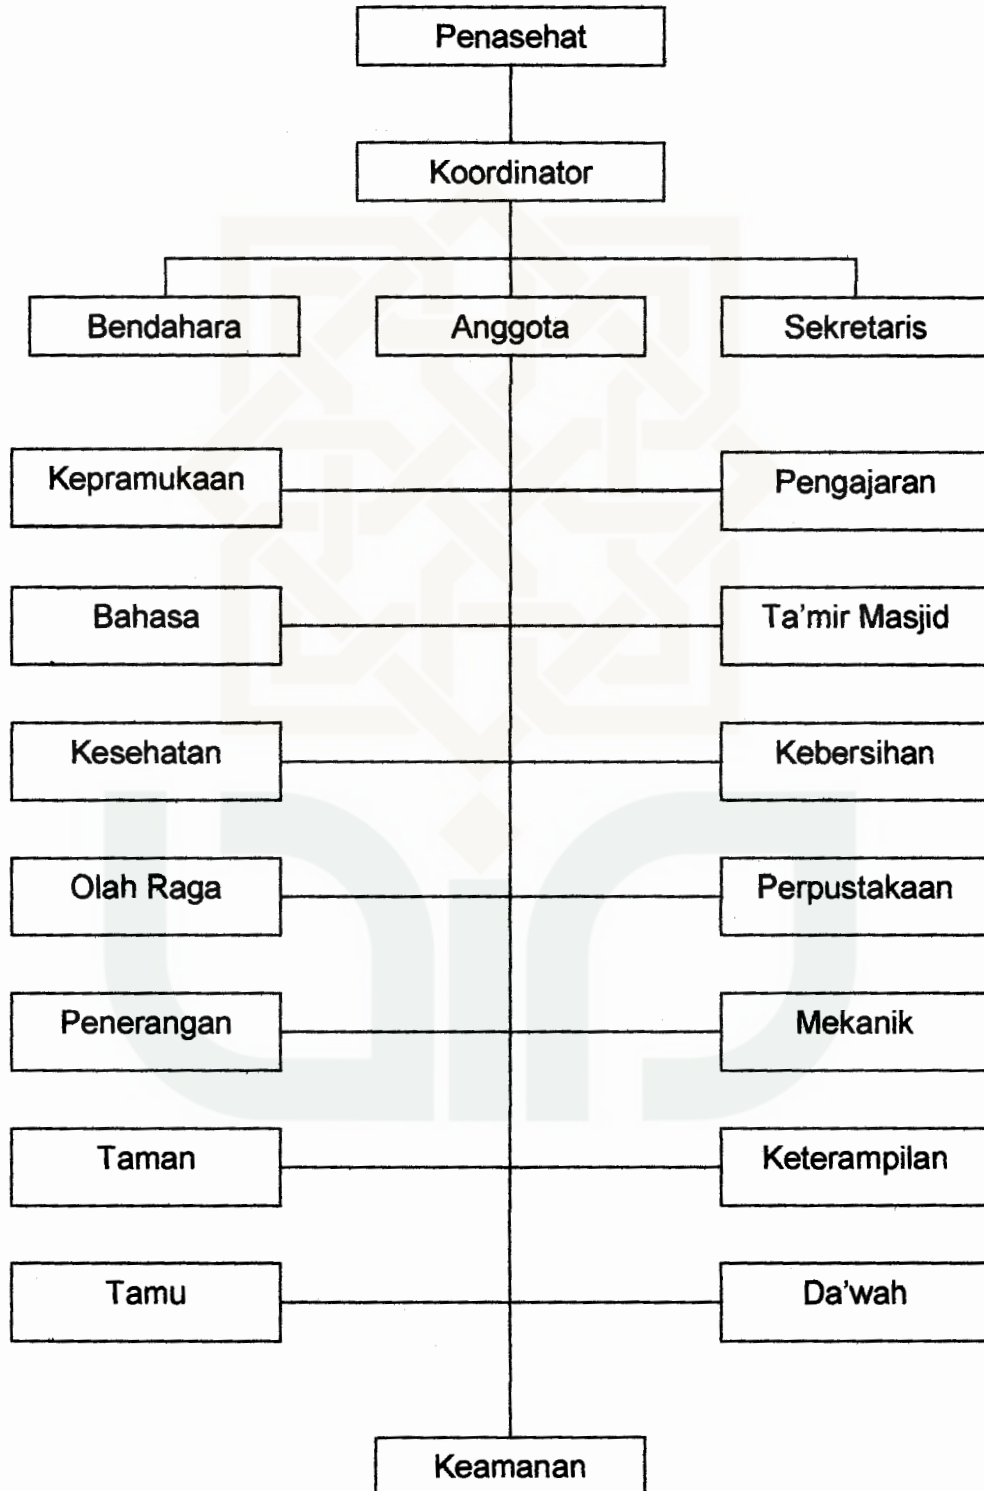 Penasehat
Koordinator
Bendahara
Anggota
Sekretaris
Kepramukaan
Pengajaran
Bahasa
Ta'mir Masjid
Kesehatan
Kebersihan
Olah Raga
Perpustakaan
Penerangan
Mekanik
Taman
Keterampilan
Tamu
Da'wah
Keamanan